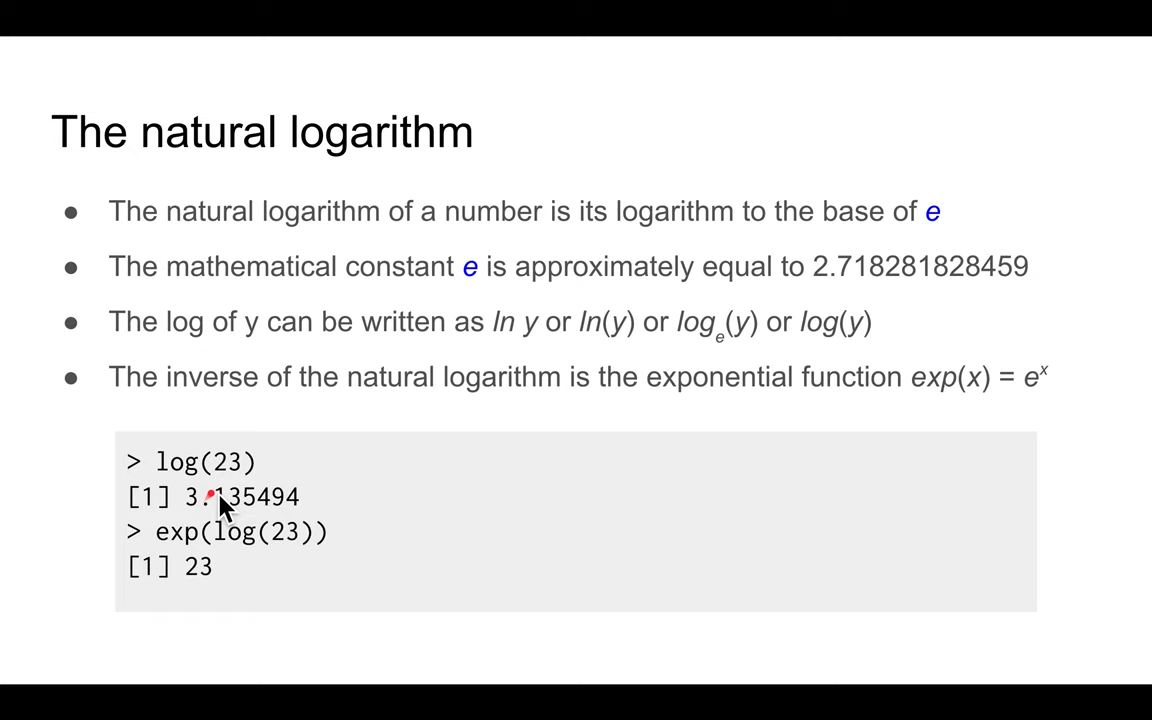 The natural logarithm
● The natural logarithm of a number is its logarithm to the base of e
● The mathematical constant e is approximately equal to 2.718281828459
● The log of y can be written as ln y or ln(y) or logₑ(y) or log(y)
● The inverse of the natural logarithm is the exponential function exp(x) = eˣ
> log(23)
[1] 3.135494
> exp(log(23))
[1] 23